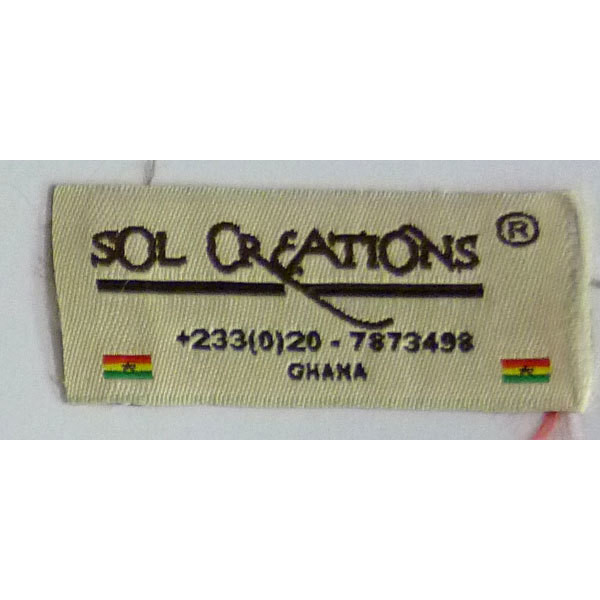 SOL CREATIONS ®
+233(0)20 - 7873498
GHANA